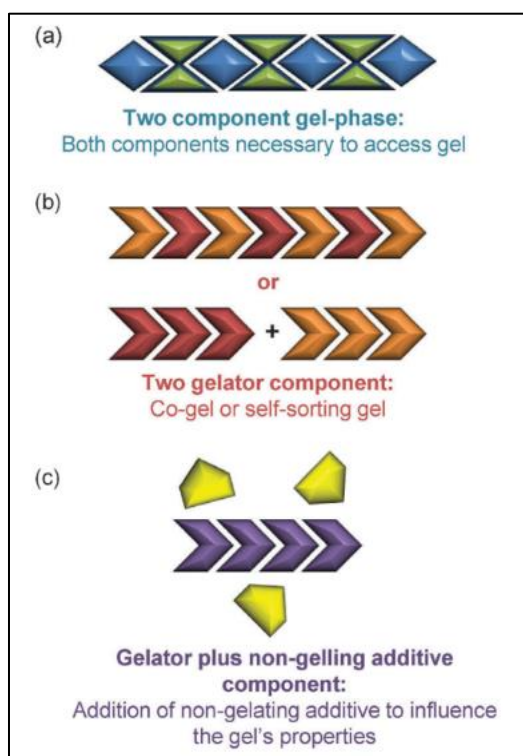 (a)
Two component gel-phase:
Both components necessary to access gel
(b)
or
+
Two gelator component:
Co-gel or self-sorting gel
(c)
Gelator plus non-gelling additive
component:
Addition of non-gelating additive to influence
the gel's properties